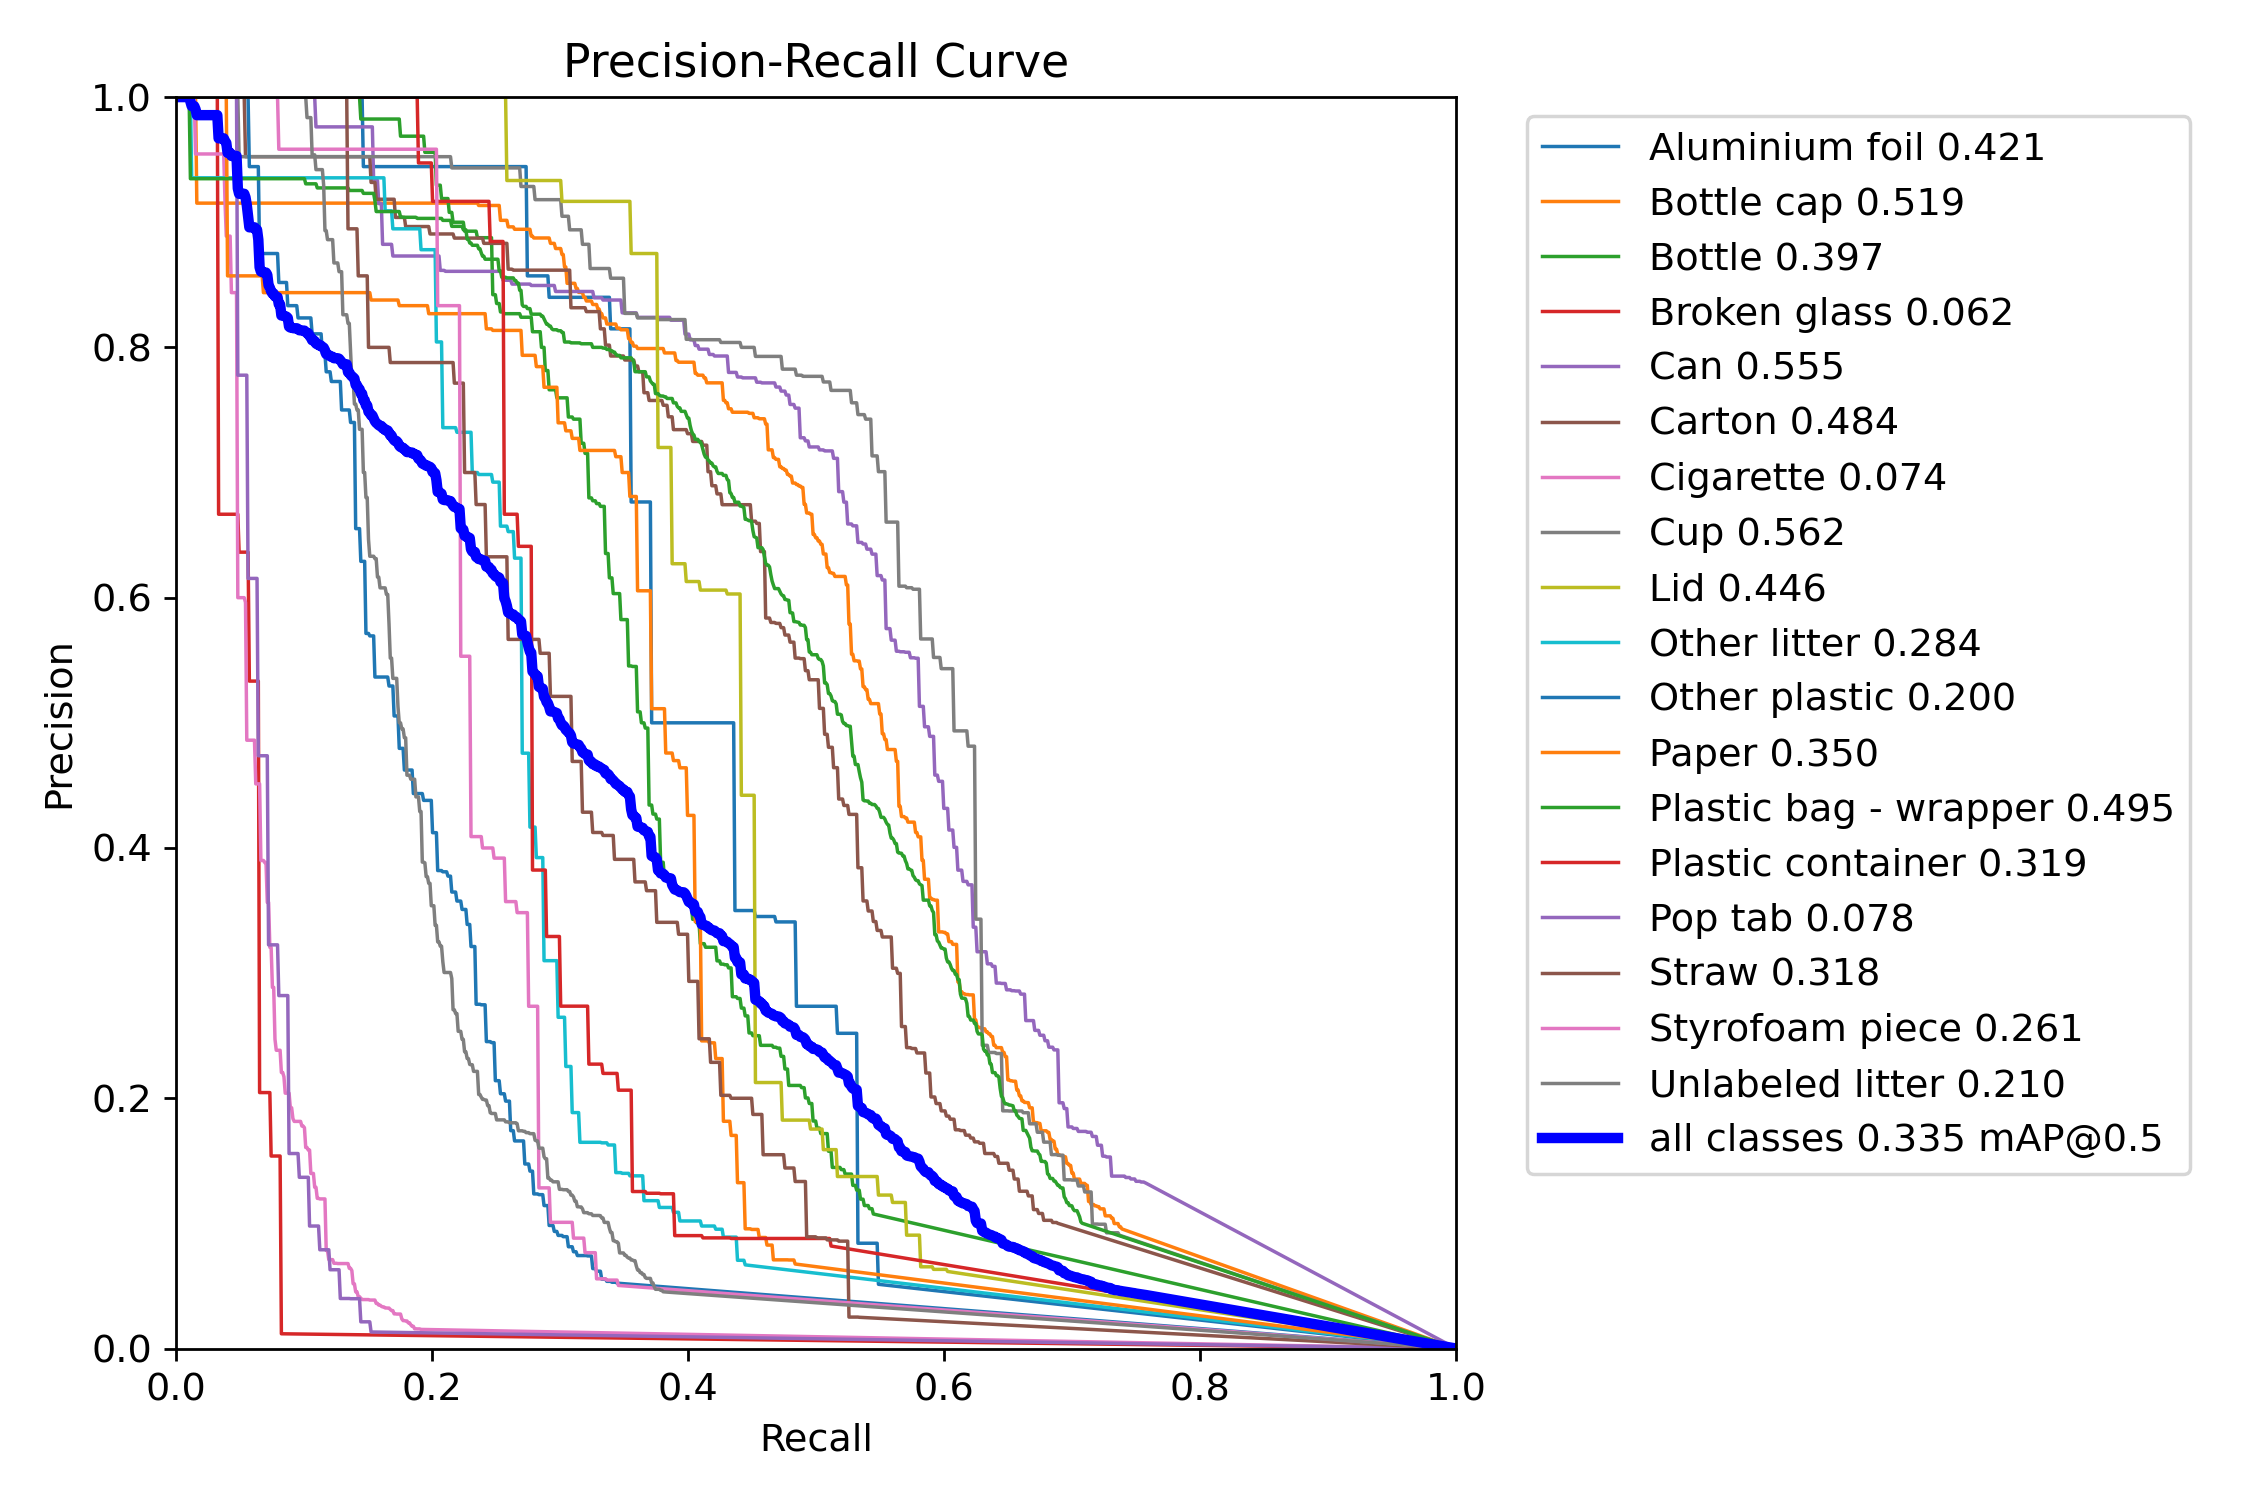 Precision-Recall Curve
1.0
0.8
0.6
0.4
0.2
0.0
Precision
0.0 0.2 0.4 0.6 0.8 1.0
Recall
Aluminium foil 0.421
Bottle cap 0.519
Bottle 0.397
Broken glass 0.062
Can 0.555
Carton 0.484
Cigarette 0.074
Cup 0.562
Lid 0.446
Other litter 0.284
Other plastic 0.200
Paper 0.350
Plastic bag - wrapper 0.495
Plastic container 0.319
Pop tab 0.078
Straw 0.318
Styrofoam piece 0.261
Unlabeled litter 0.210
all classes 0.335 mAP@0.5